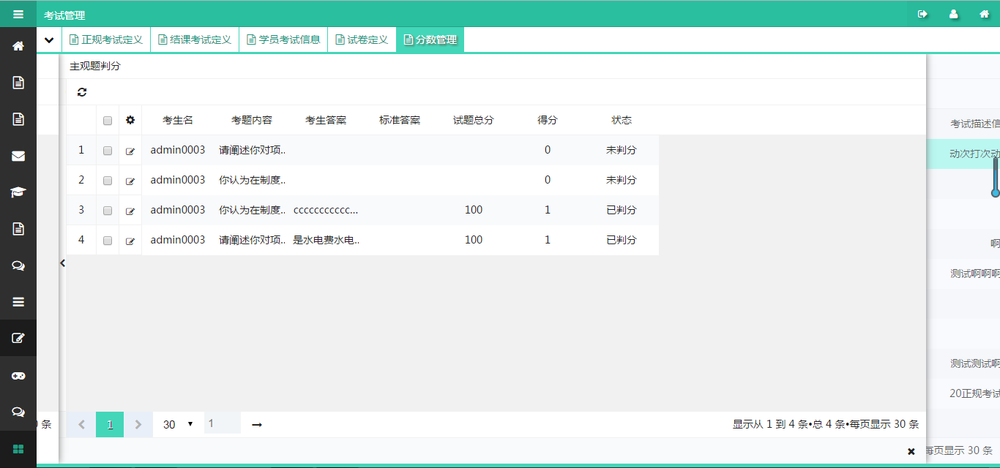 考试管理
正规考试定义 结课考试定义 学员考试信息 试卷定义 分数管理
主观题判分
考生名 考题内容 考生答案 标准答案 试题总分 得分 状态
1 admin0003 请阐述你对项.. 0 未判分
2 admin0003 你认为在制度.. 0 未判分
3 admin0003 你认为在制度.. ccccccccccc... 100 1 已判分
4 admin0003 请阐述你对项.. 是水电费水电.. 100 1 已判分
考试描述信
动次打次动
啊
测试啊啊啊
测试测试啊
20正规考试
条 1 30 1 显示从 1 到 4 条•总 4 条•每页显示 30 条
每页显示 30 条